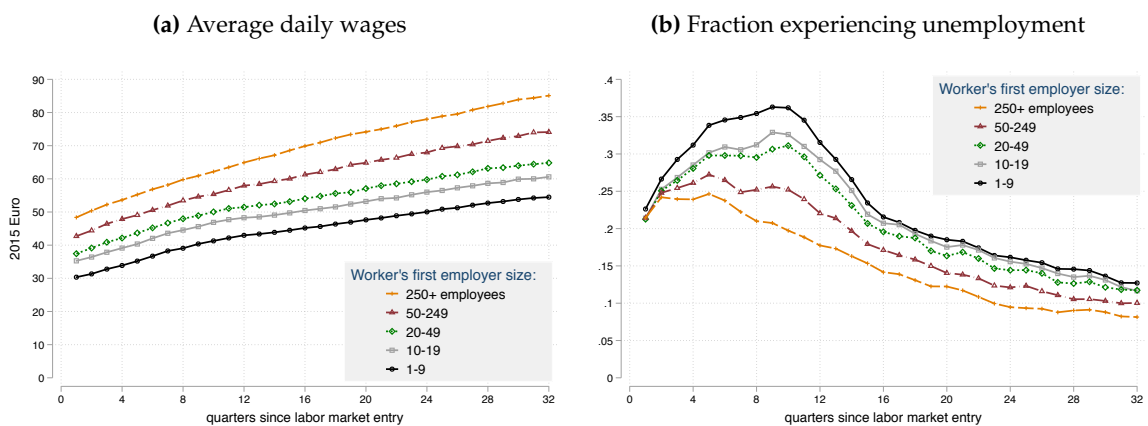 (a) Average daily wages
90
80
70
60
50
40
30
20
10
0
2015 Euro
0 4 8 12 16 20 24 28 32
quarters since labor market entry
Worker's first employer size:
250+ employees
50-249
20-49
10-19
1-9
(b) Fraction experiencing unemployment
.4
.35
.3
.25
.2
.15
.1
.05
0
0 4 8 12 16 20 24 28 32
quarters since labor market entry
Worker's first employer size:
250+ employees
50-249
20-49
10-19
1-9